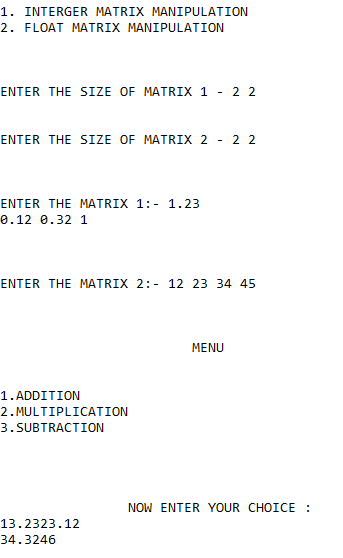 1. INTERGER MATRIX MANIPULATION
2. FLOAT MATRIX MANIPULATION
ENTER THE SIZE OF MATRIX 1 - 2 2
ENTER THE SIZE OF MATRIX 2 - 2 2
ENTER THE MATRIX 1:- 1.23
0.12 0.32 1
ENTER THE MATRIX 2:- 12 23 34 45
MENU
1.ADDITION
2.MULTIPLICATION
3.SUBTRACTION
NOW ENTER YOUR CHOICE :
13.2323.12
34.3246